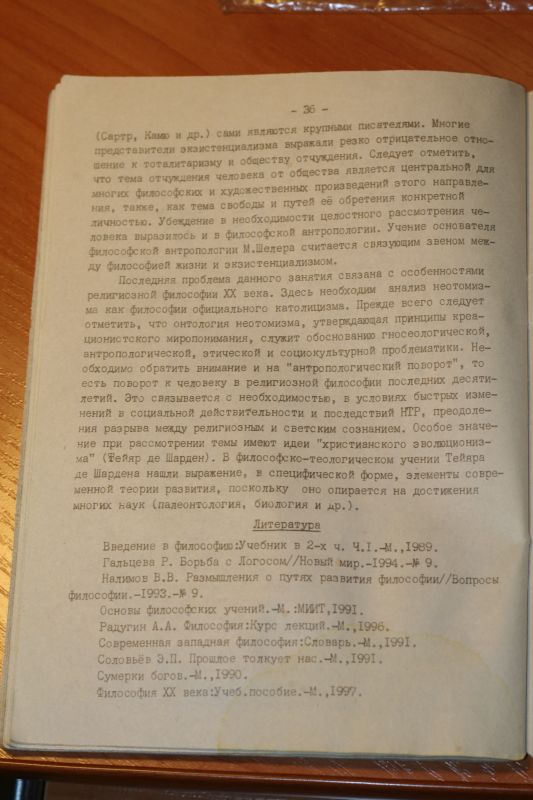 - 36 -
(Сартр, Камю и др.) сами являются крупными писателями. Многие
представители экзистенциализма выражали резко отрицательное отно-
шение к тоталитаризму и обществу отчуждения. Следует отметить,
что тема отчуждения человека от общества является центральной для
многих философских и художественных произведений этого направле-
ния, также, как тема свободы и путей её обретения конкретной
личностью. Убеждение в необходимости целостного рассмотрения че-
ловека выразилось и в философской антропологии. Учение основателя
философской антропологии М.Шелера считается связующим звеном меж-
ду философией жизни и экзистенциализмом.
Последняя проблема данного занятия связана с особенностями
религиозной философии XX века. Здесь необходим анализ неотомиз-
ма как философии официального католицизма. Прежде всего следует
отметить, что онтология неотомизма, утверждающая принципы креа-
ционистского миропонимания, служит обоснованию гносеологической,
антропологической, этической и социокультурной проблематики. Не-
обходимо обратить внимание и на "антропологический поворот", то
есть поворот к человеку в религиозной философии последних десяти-
летий. Это связывается с необходимостью, в условиях быстрых изме-
нений в социальной действительности и последствий НТР, преодоле-
ния разрыва между религиозным и светским сознанием. Особое значе-
ние при рассмотрении темы имеют идеи "христианского эволюциониз-
ма" (Тейяр де Шарден). В философско-теологическом учении Тейяра
де Шардена нашли выражение, в специфической форме, элементы совре-
менной теории развития, поскольку оно опирается на достижения
многих наук (палеонтология, биология и др.).
Литература
Введение в философию:Учебник в 2-х ч. Ч.I.-М.,1989.
Гальцева Р. Борьба с Логосом//Новый мир.-1994.-№ 9.
Налимов В.В. Размышления о путях развития философии//Вопросы
философии.-1993.-№ 9.
Основы философских учений.-М.:МИИТ,1991.
Радугин А.А. Философия:Курс лекций.-М.,1996.
Современная западная философия:Словарь.-М.,1991.
Соловьёв Э.П. Прошлое толкует нас.-М.,1991.
Сумерки богов.-М.,1990.
Философия XX века:Учеб.пособие.-М.,1997.